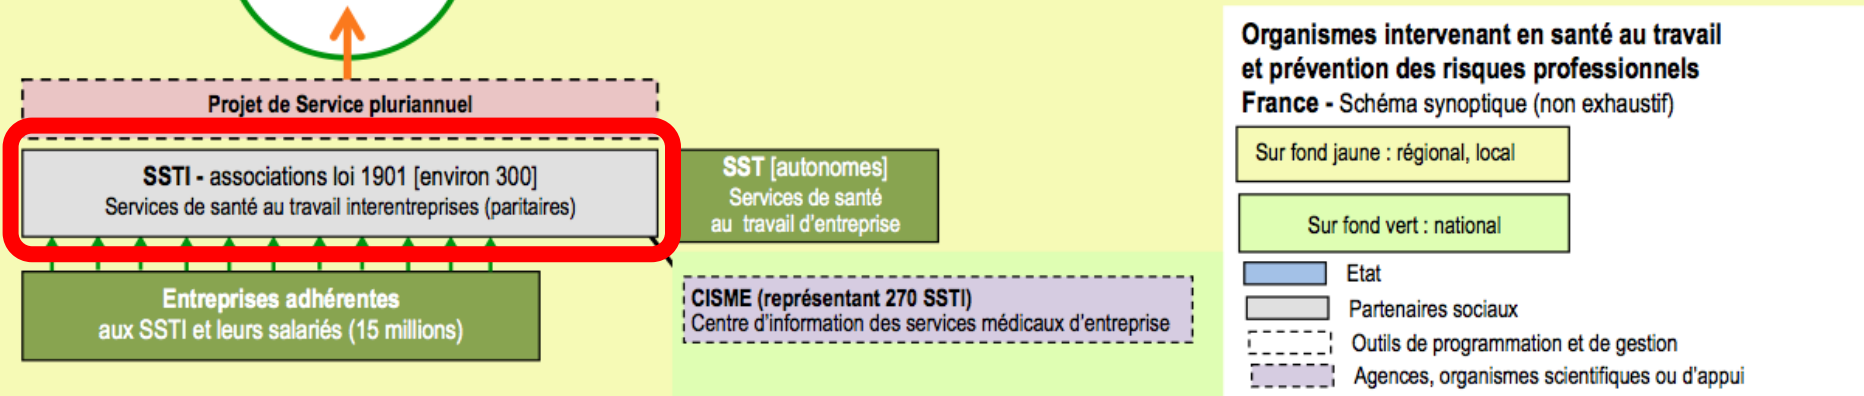 Projet de Service pluriannuel
SSTI - associations loi 1901 [environ 300]
Services de santé au travail interentreprises (paritaires)
SST [autonomes]
Services de santé
au travail d'entreprise
Entreprises adhérentes
aux SSTI et leurs salariés (15 millions)
CISME (représentant 270 SSTI)
Centre d'information des services médicaux d'entreprise
Organismes intervenant en santé au travail
et prévention des risques professionnels
France - Schéma synoptique (non exhaustif)
Sur fond jaune : régional, local
Sur fond vert : national
Etat
Partenaires sociaux
Outils de programmation et de gestion
Agences, organismes scientifiques ou d'appui